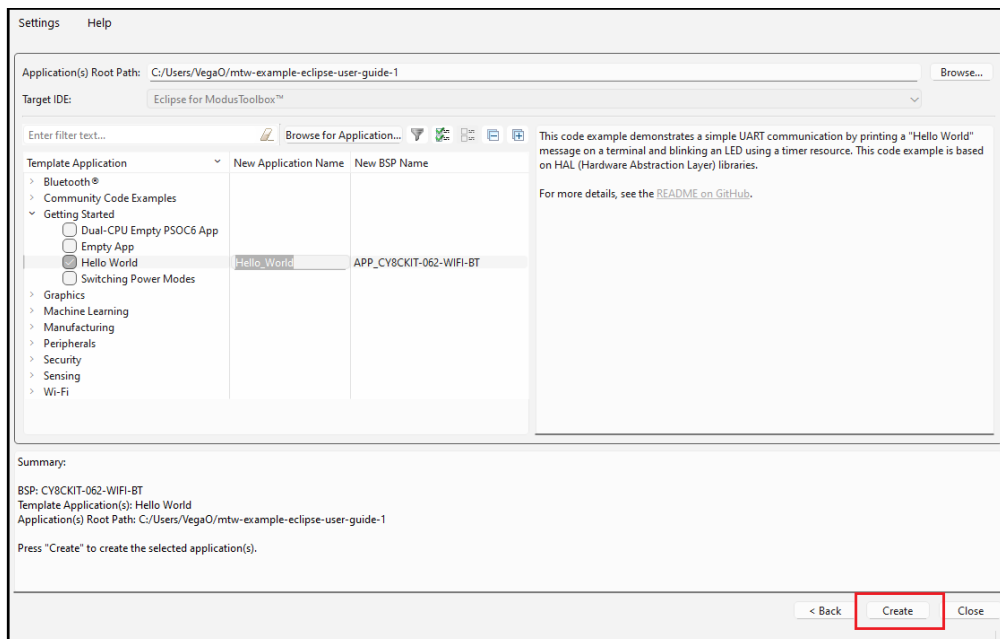 Settings Help
Application(s) Root Path: C:/Users/VegaO/mtw-example-eclipse-user-guide-1 Browse...
Target IDE: Eclipse for ModusToolbox™
Enter filter text... Browse for Application...
Template Application New Application Name New BSP Name
Bluetooth®
Community Code Examples
Getting Started
Dual-CPU Empty PSOC6 App
Empty App
Hello World Hello_World APP_CY8CKIT-062-WIFI-BT
Switching Power Modes
Graphics
Machine Learning
Manufacturing
Peripherals
Security
Sensing
Wi-Fi
This code example demonstrates a simple UART communication by printing a "Hello World"
message on a terminal and blinking an LED using a timer resource. This code example is based
on HAL (Hardware Abstraction Layer) libraries.
For more details, see the README on GitHub.
Summary:
BSP: CY8CKIT-062-WIFI-BT
Template Application(s): Hello World
Application(s) Root Path: C:/Users/VegaO/mtw-example-eclipse-user-guide-1
Press "Create" to create the selected application(s).
< Back Create Close